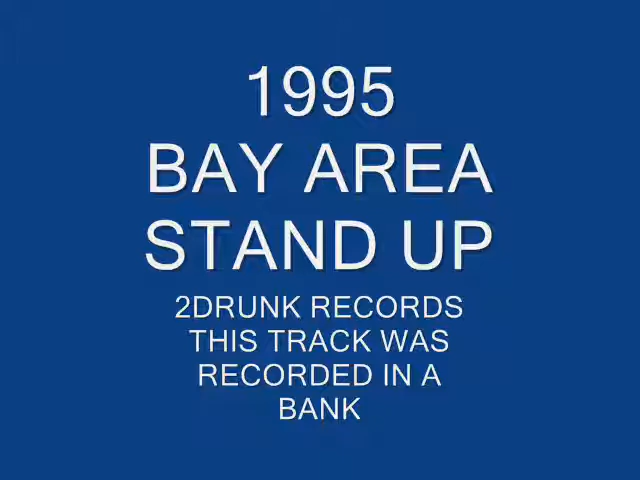 1995
BAY AREA
STAND UP
2DRUNK RECORDS
THIS TRACK WAS
RECORDED IN A
BANK